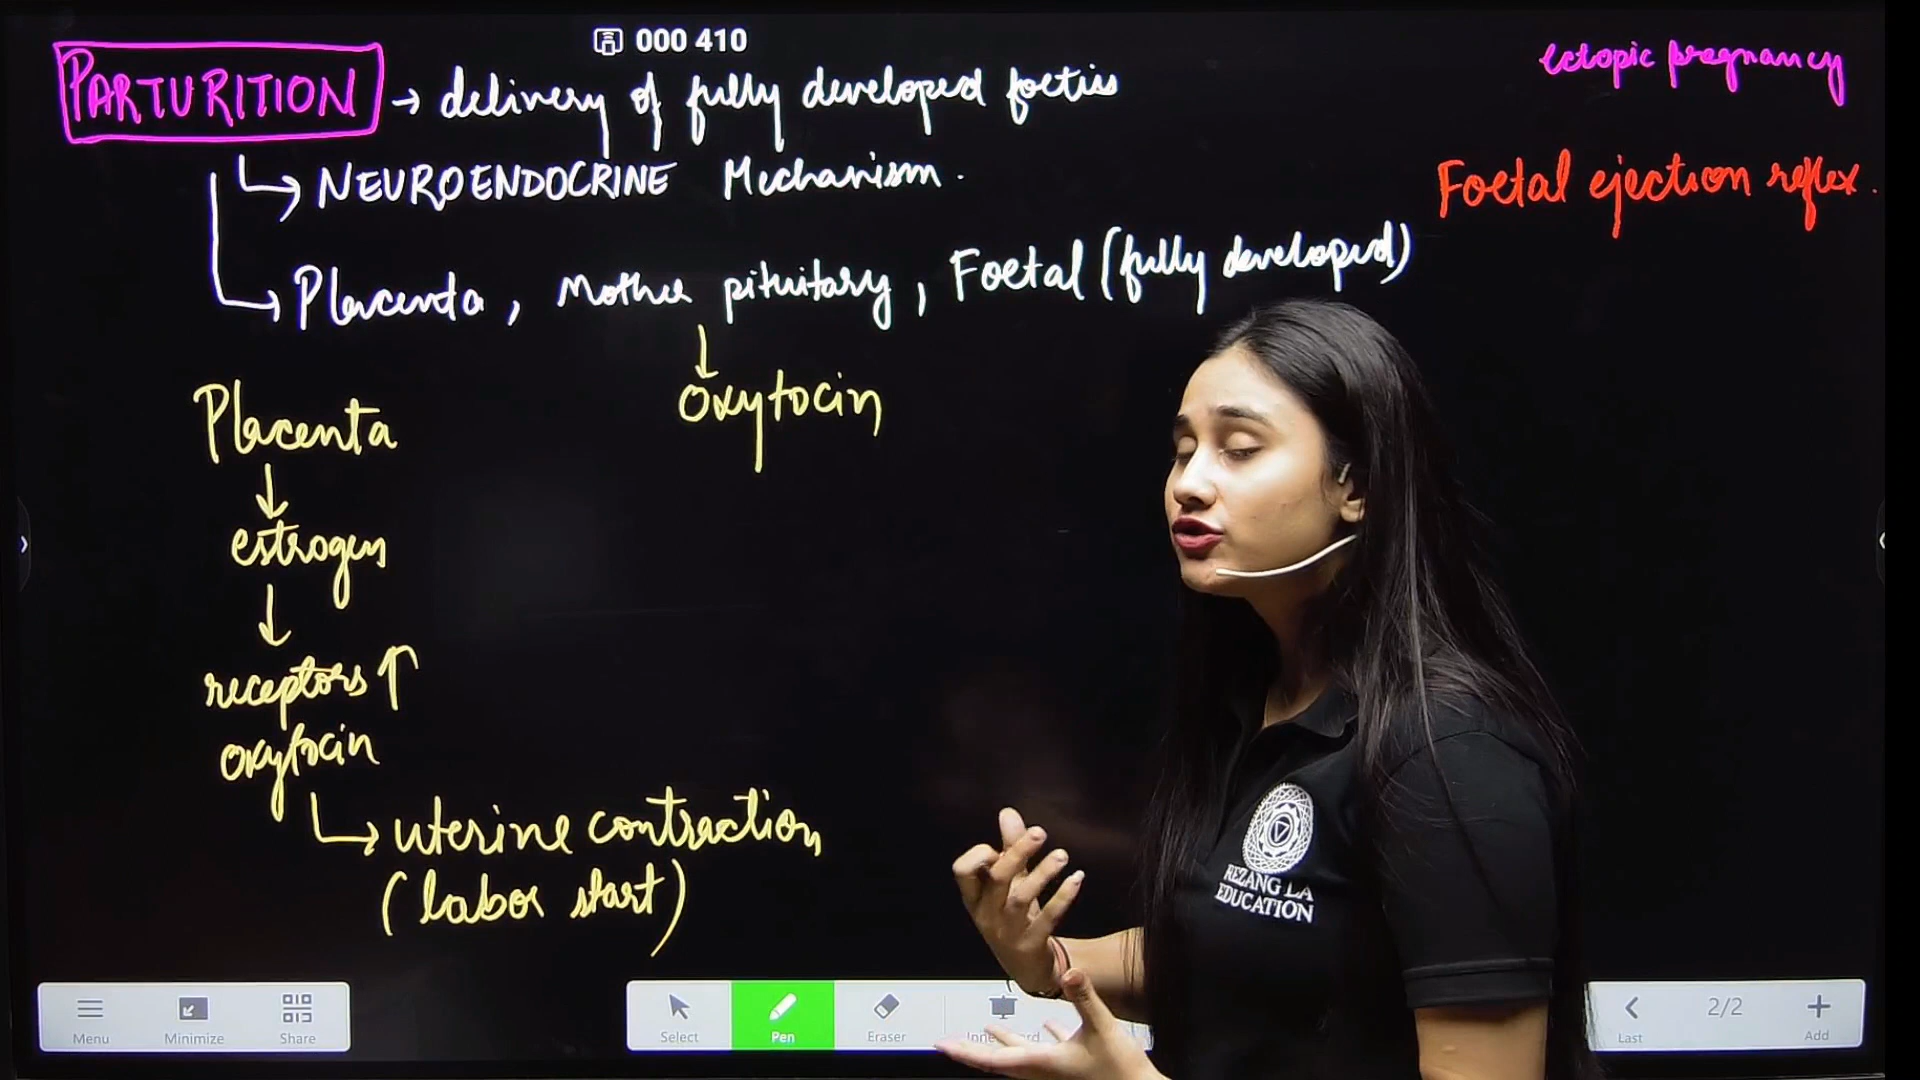 000 410
ectopic pregnancy
PARTURITION → delivery of fully developed foetus
Foetal ejection reflex.
↳ NEUROENDOCRINE Mechanism.
↳ Placenta, Mother pituitary, Foetal (fully developed)
↓
Oxytocin
Placenta
↓
estrogen
↓
receptors ↑
oxytocin
↳ uterine contraction
(labor start)
REZANG LA
EDUCATION
Menu Minimize Share
Select Pen Eraser
Last 2/2 Add